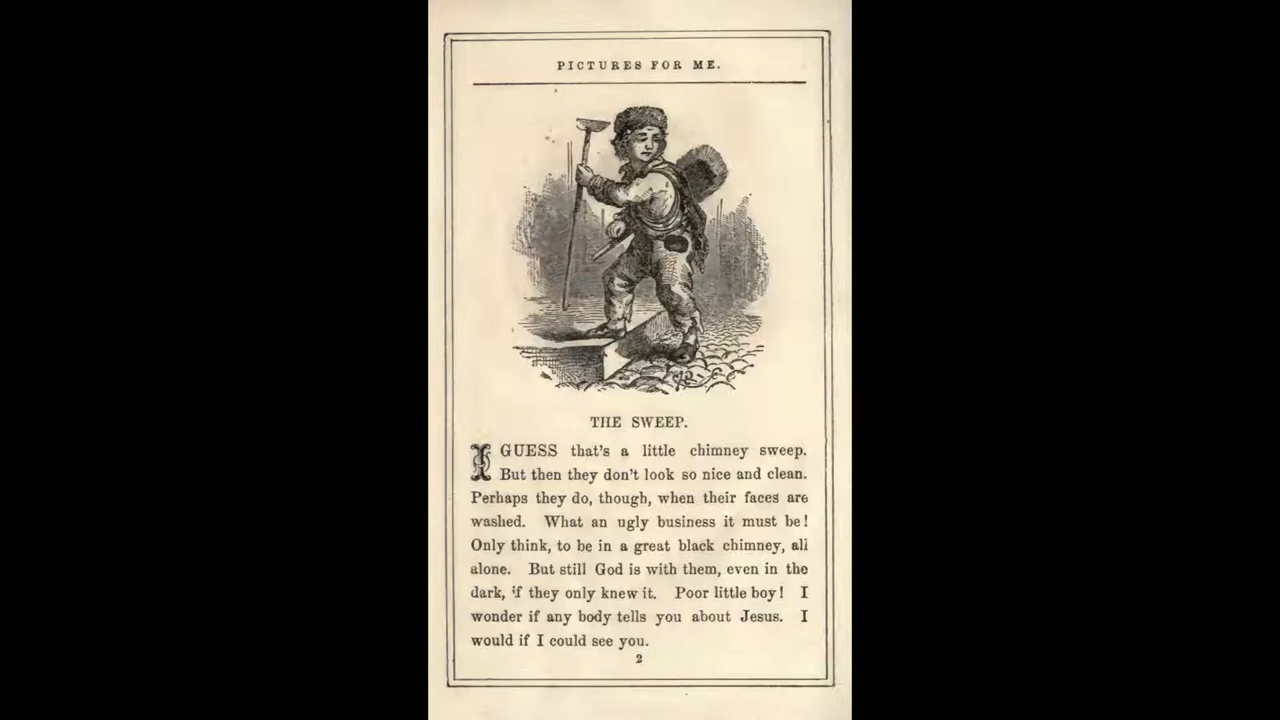 PICTURES FOR ME.
THE SWEEP.
I GUESS that's a little chimney sweep.
But then they don't look so nice and clean.
Perhaps they do, though, when their faces are
washed. What an ugly business it must be!
Only think, to be in a great black chimney, all
alone. But still God is with them, even in the
dark, if they only knew it. Poor little boy! I
wonder if any body tells you about Jesus. I
would if I could see you.
2